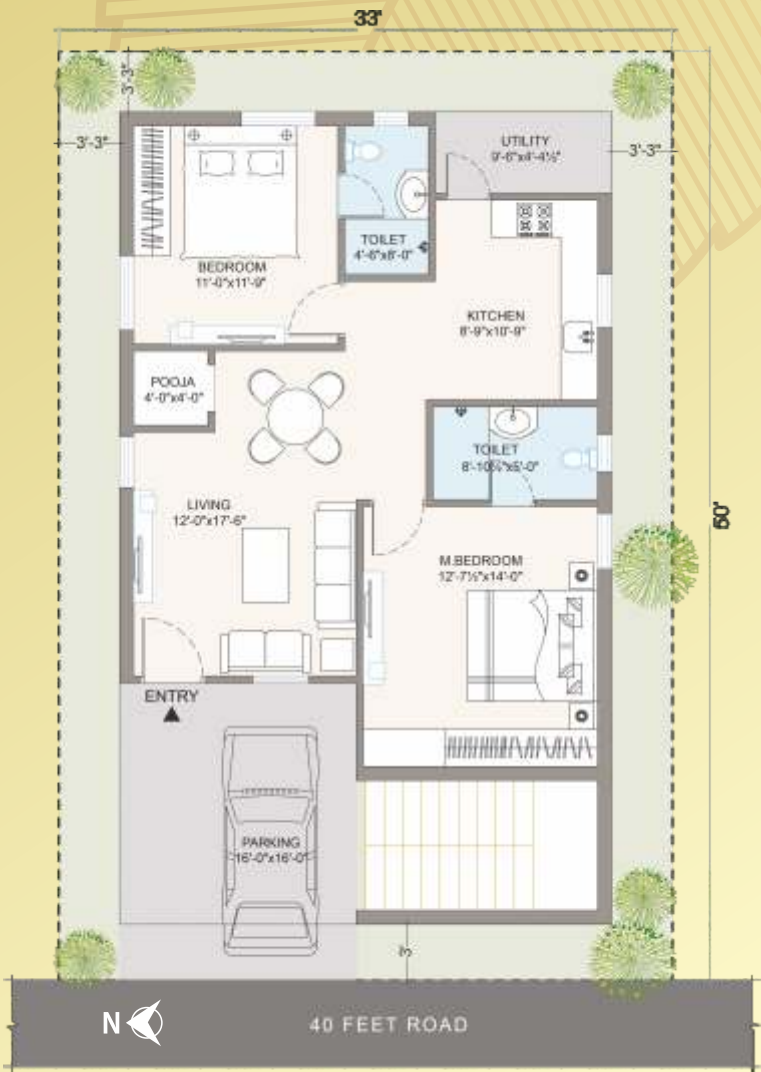 33'
3'-3"
3'-3"
UTILITY
9'-6"x4'-4½"
3'-3"
TOILET
4'-6"x8'-0"
BEDROOM
11'-0"x11'-9"
KITCHEN
8'-9"x10'-9"
POOJA
4'-0"x4'-0"
TOILET
8'-10½"x5'-0"
LIVING
12'-0"x17'-6"
50'
M.BEDROOM
12'-7½"x14'-0"
ENTRY
PARKING
16'-0"x16'-0"
3'
N
40 FEET ROAD